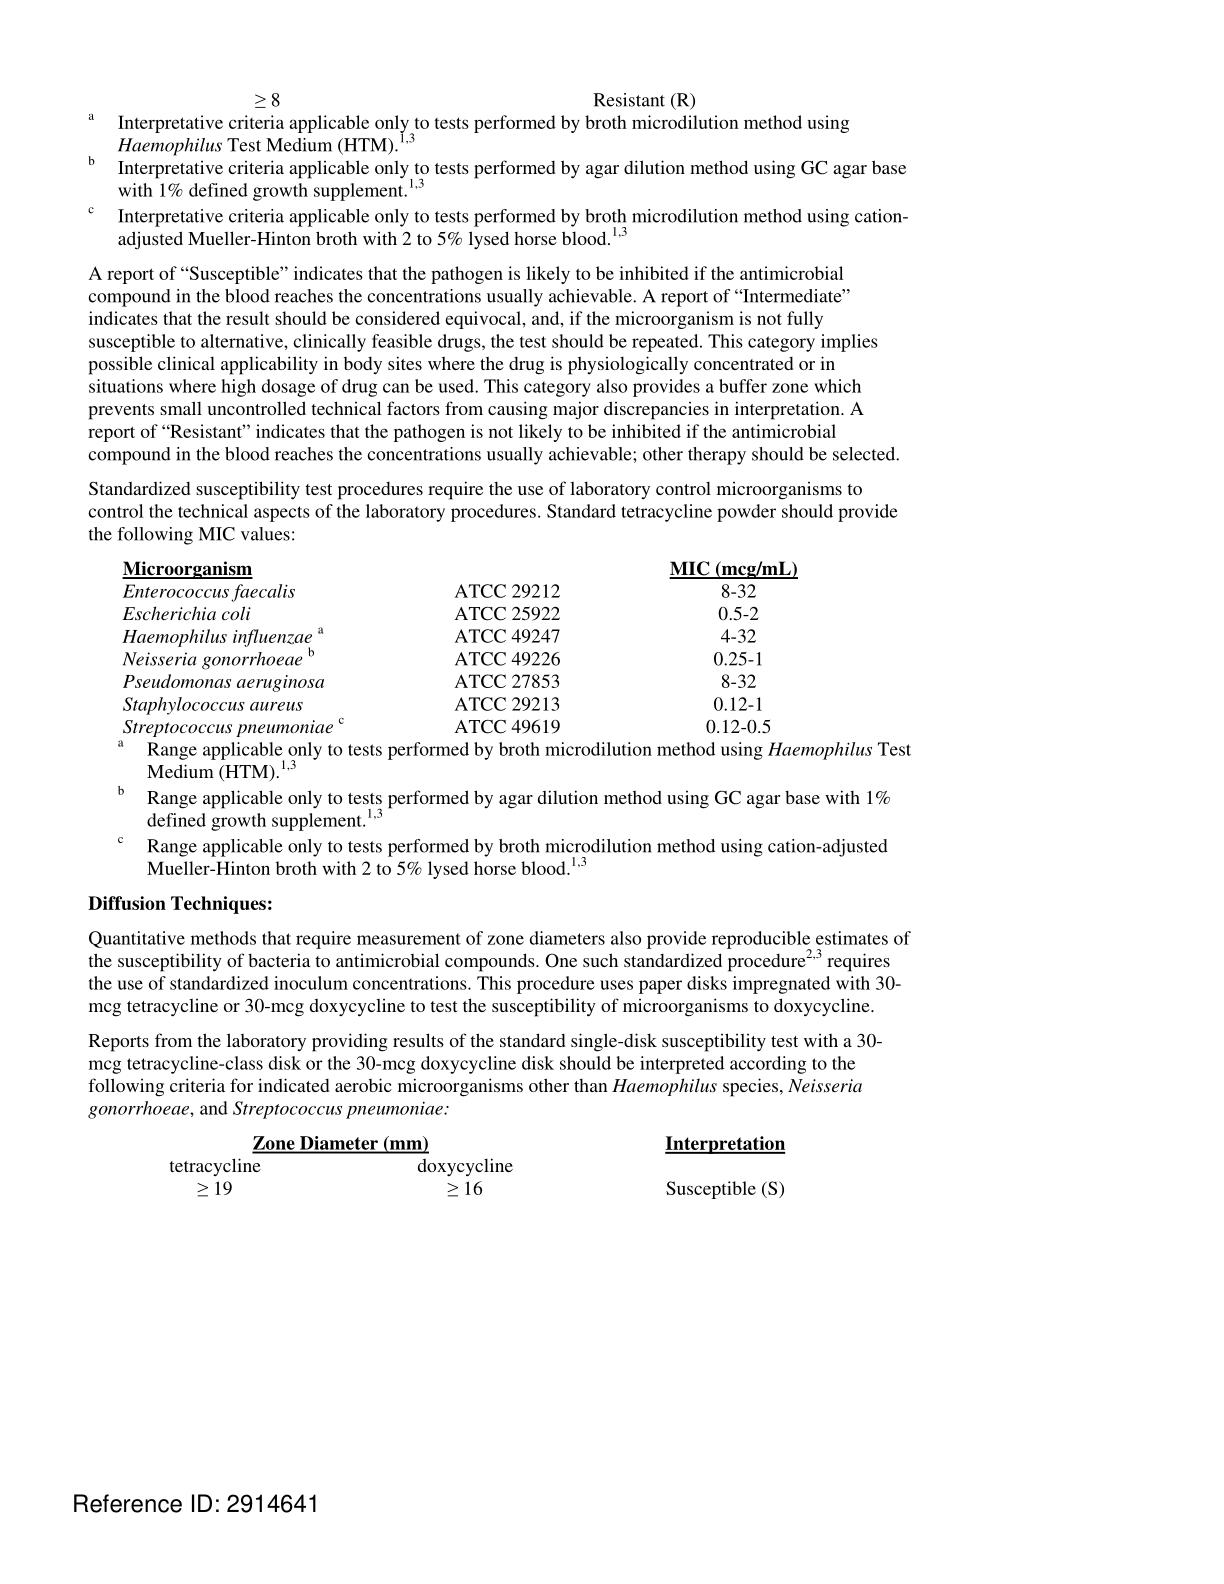 ≥ 8 Resistant (R)
a Interpretative criteria applicable only to tests performed by broth microdilution method using
Haemophilus Test Medium (HTM).1,3
b Interpretative criteria applicable only to tests performed by agar dilution method using GC agar base
with 1% defined growth supplement.1,3
c Interpretative criteria applicable only to tests performed by broth microdilution method using cation-
adjusted Mueller-Hinton broth with 2 to 5% lysed horse blood.1,3
A report of “Susceptible” indicates that the pathogen is likely to be inhibited if the antimicrobial
compound in the blood reaches the concentrations usually achievable. A report of “Intermediate”
indicates that the result should be considered equivocal, and, if the microorganism is not fully
susceptible to alternative, clinically feasible drugs, the test should be repeated. This category implies
possible clinical applicability in body sites where the drug is physiologically concentrated or in
situations where high dosage of drug can be used. This category also provides a buffer zone which
prevents small uncontrolled technical factors from causing major discrepancies in interpretation. A
report of “Resistant” indicates that the pathogen is not likely to be inhibited if the antimicrobial
compound in the blood reaches the concentrations usually achievable; other therapy should be selected.
Standardized susceptibility test procedures require the use of laboratory control microorganisms to
control the technical aspects of the laboratory procedures. Standard tetracycline powder should provide
the following MIC values:
Microorganism MIC (mcg/mL)
Enterococcus faecalis ATCC 29212 8-32
Escherichia coli ATCC 25922 0.5-2
Haemophilus influenzae a ATCC 49247 4-32
Neisseria gonorrhoeae b ATCC 49226 0.25-1
Pseudomonas aeruginosa ATCC 27853 8-32
Staphylococcus aureus ATCC 29213 0.12-1
Streptococcus pneumoniae c ATCC 49619 0.12-0.5
a Range applicable only to tests performed by broth microdilution method using Haemophilus Test
Medium (HTM).1,3
b Range applicable only to tests performed by agar dilution method using GC agar base with 1%
defined growth supplement.1,3
c Range applicable only to tests performed by broth microdilution method using cation-adjusted
Mueller-Hinton broth with 2 to 5% lysed horse blood.1,3
Diffusion Techniques:
Quantitative methods that require measurement of zone diameters also provide reproducible estimates of
the susceptibility of bacteria to antimicrobial compounds. One such standardized procedure2,3 requires
the use of standardized inoculum concentrations. This procedure uses paper disks impregnated with 30-
mcg tetracycline or 30-mcg doxycycline to test the susceptibility of microorganisms to doxycycline.
Reports from the laboratory providing results of the standard single-disk susceptibility test with a 30-
mcg tetracycline-class disk or the 30-mcg doxycycline disk should be interpreted according to the
following criteria for indicated aerobic microorganisms other than Haemophilus species, Neisseria
gonorrhoeae, and Streptococcus pneumoniae:
Zone Diameter (mm) Interpretation
tetracycline doxycycline
≥ 19 ≥ 16 Susceptible (S)
Reference ID: 2914641